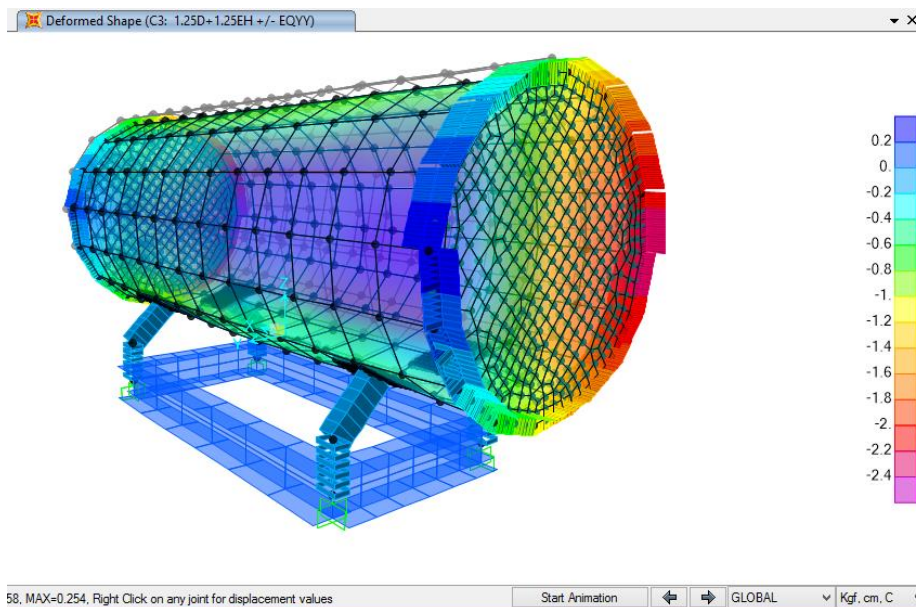 Deformed Shape (C3: 1.25D+1.25EH +/- EQYY)
0.2
0.
-0.2
-0.4
-0.6
-0.8
-1.
-1.2
-1.4
-1.6
-1.8
-2.
-2.2
-2.4
58, MAX=0.254, Right Click on any joint for displacement values
Start Animation
GLOBAL
Kgf, cm, C